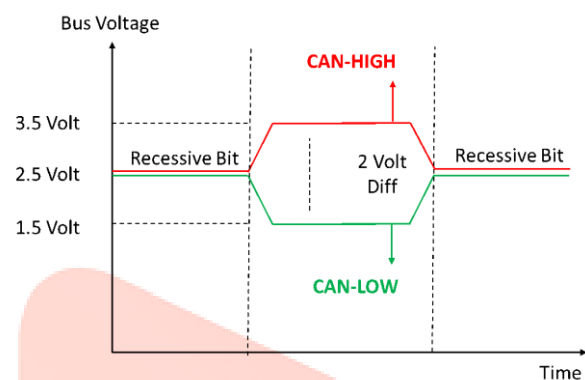 Bus Voltage
CAN-HIGH
3.5 Volt
Recessive Bit
2 Volt
Diff
Recessive Bit
2.5 Volt
1.5 Volt
CAN-LOW
Time